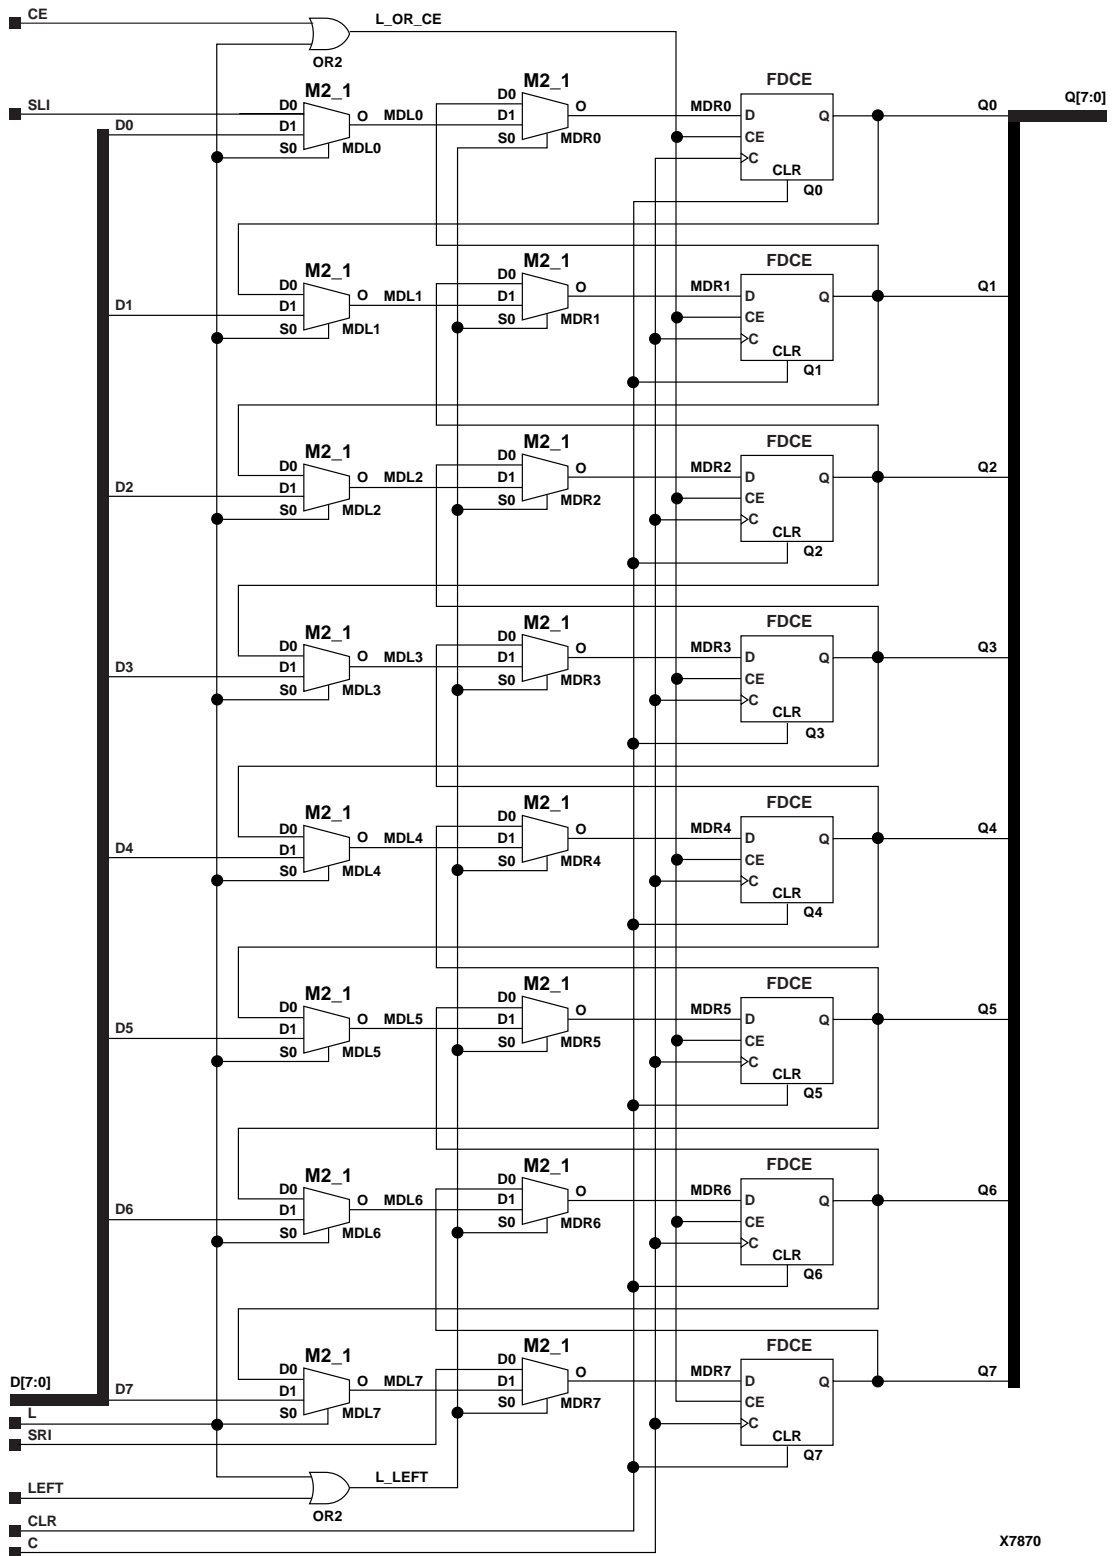 CE
L_OR_CE
OR2
Q[7:0]
SLI
D0
M2_1
D0
D1
S0
O
MDL0
MDL0
M2_1
D0
D1
S0
O
MDR0
MDR0
FDCE
D
CE
C
Q
CLR
Q0
Q0
D1
M2_1
D0
D1
S0
O
MDL1
MDL1
M2_1
D0
D1
S0
O
MDR1
MDR1
FDCE
D
CE
C
Q
CLR
Q1
Q1
D2
M2_1
D0
D1
S0
O
MDL2
MDL2
M2_1
D0
D1
S0
O
MDR2
MDR2
FDCE
D
CE
C
Q
CLR
Q2
Q2
D3
M2_1
D0
D1
S0
O
MDL3
MDL3
M2_1
D0
D1
S0
O
MDR3
MDR3
FDCE
D
CE
C
Q
CLR
Q3
Q3
D4
M2_1
D0
D1
S0
O
MDL4
MDL4
M2_1
D0
D1
S0
O
MDR4
MDR4
FDCE
D
CE
C
Q
CLR
Q4
Q4
D5
M2_1
D0
D1
S0
O
MDL5
MDL5
M2_1
D0
D1
S0
O
MDR5
MDR5
FDCE
D
CE
C
Q
CLR
Q5
Q5
D6
M2_1
D0
D1
S0
O
MDL6
MDL6
M2_1
D0
D1
S0
O
MDR6
MDR6
FDCE
D
CE
C
Q
CLR
Q6
Q6
D[7:0]
D7
M2_1
D0
D1
S0
O
MDL7
MDL7
M2_1
D0
D1
S0
O
MDR7
MDR7
FDCE
D
CE
C
Q
CLR
Q7
Q7
L
SRI
L_LEFT
LEFT
OR2
CLR
C
X7870